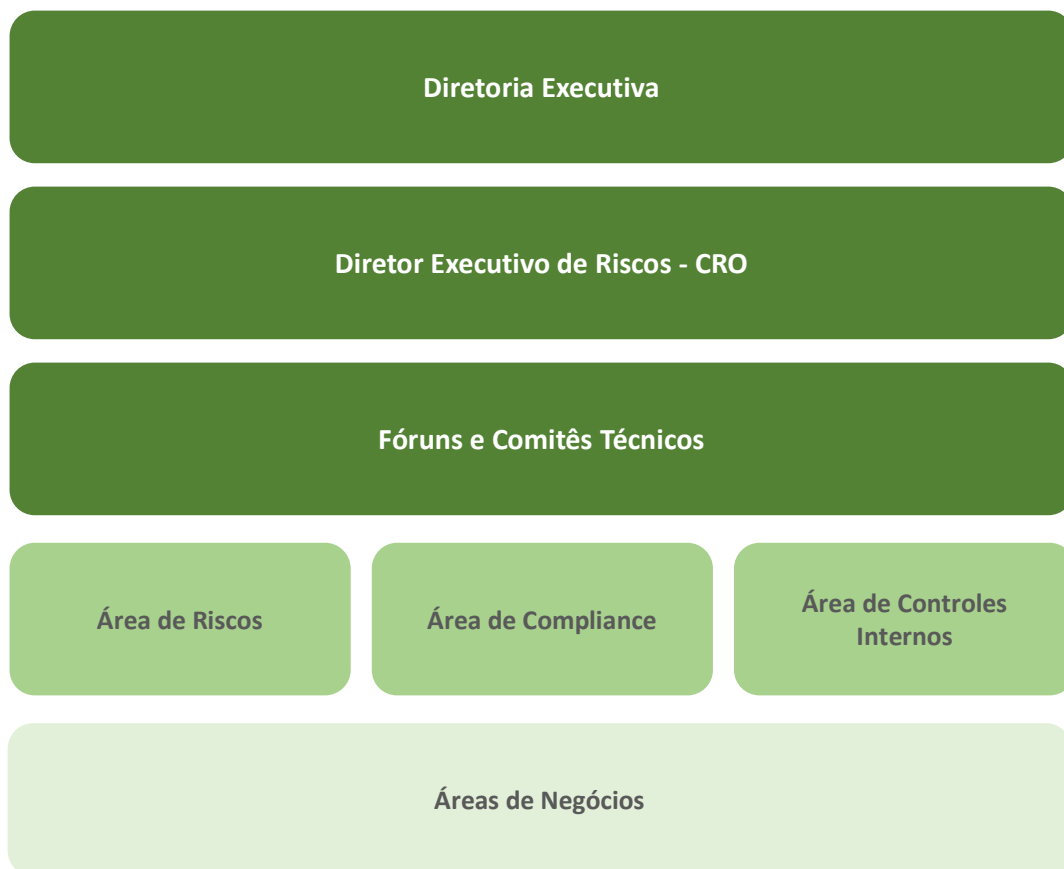 Diretoria Executiva
Diretor Executivo de Riscos - CRO
Fóruns e Comitês Técnicos
Área de Riscos
Área de Compliance
Área de Controles
Internos
Áreas de Negócios